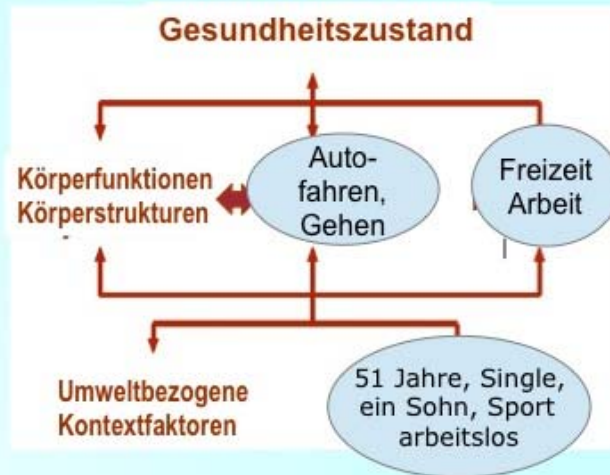 Gesundheitszustand
Körperfunktionen
Körperstrukturen
Auto-
fahren,
Gehen
Freizeit
Arbeit
Umweltbezogene
Kontextfaktoren
51 Jahre, Single,
ein Sohn, Sport
arbeitslos